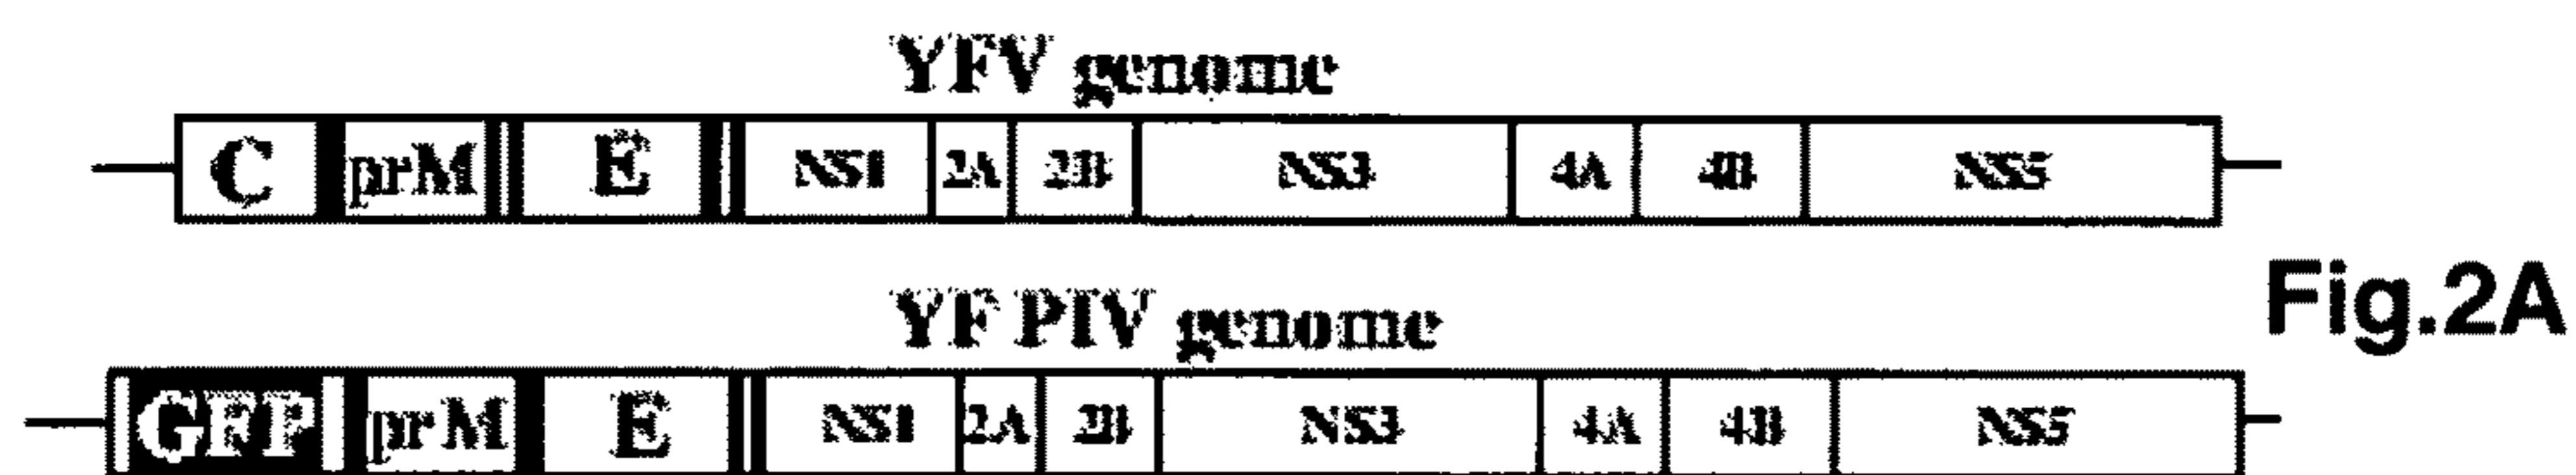 YFV genome
C prM E NS1 2A 2B NS3 4A 4B NS5
Fig.2A
YF PIV genome
GFP prM E NS1 2A 2B NS3 4A 4B NS5